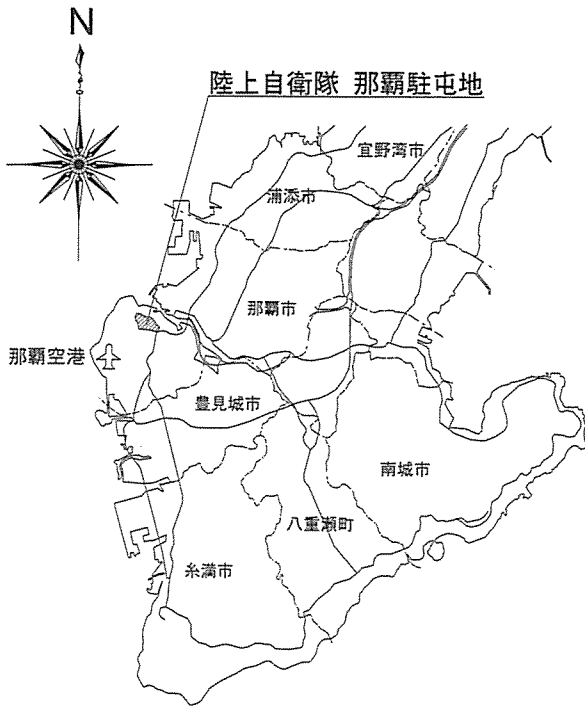 N
陸上自衛隊 那覇駐屯地
宜野湾市
浦添市
那覇市
那覇空港
豊見城市
南城市
八重瀬町
糸満市